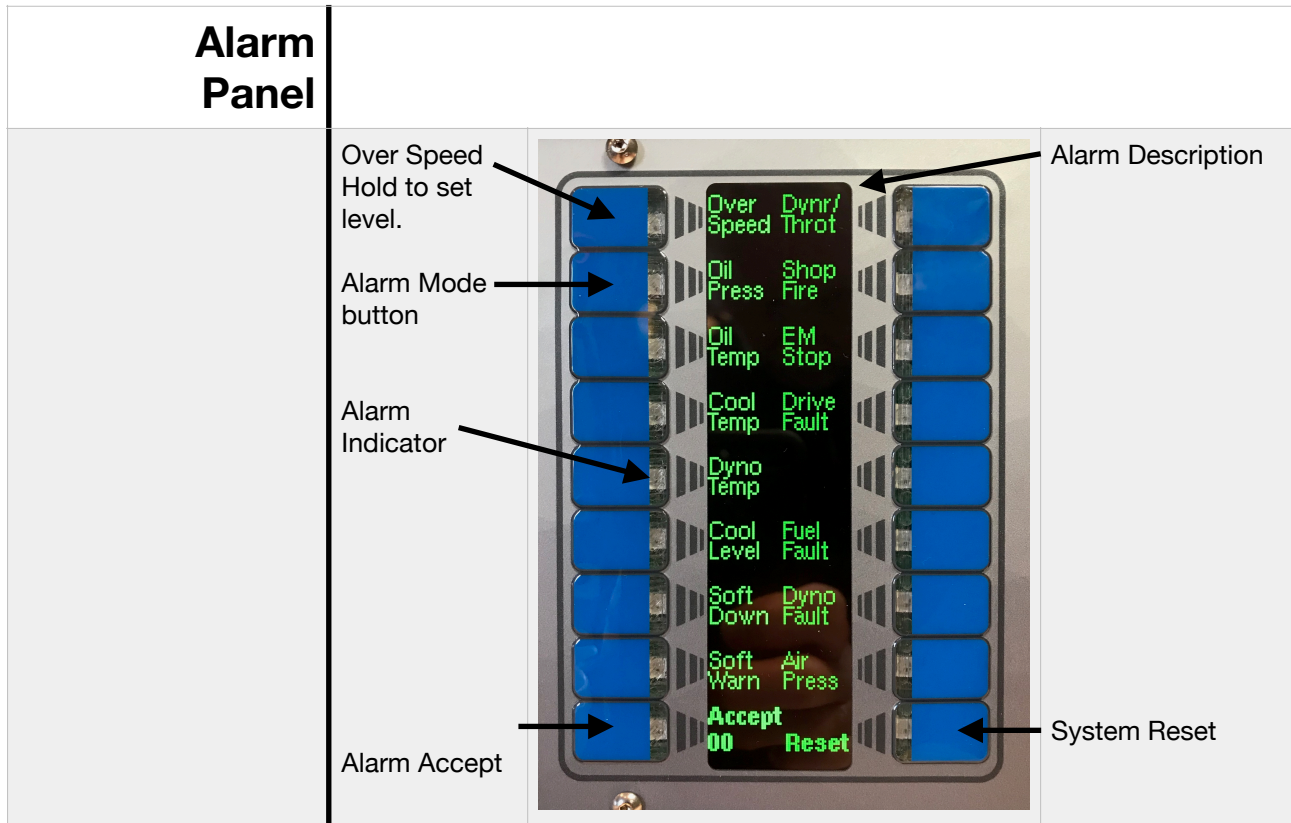 Alarm
Panel
Over Speed
Hold to set
level.
Alarm Mode
button
Alarm
Indicator
Alarm Accept
Over Dynr/
Speed Throt
Oil Shop
Press Fire
Oil EM
Temp Stop
Cool Drive
Temp Fault
Dyno
Temp
Cool Fuel
Level Fault
Soft Dyno
Down Fault
Soft Air
Warn Press
Accept
00 Reset
Alarm Description
System Reset